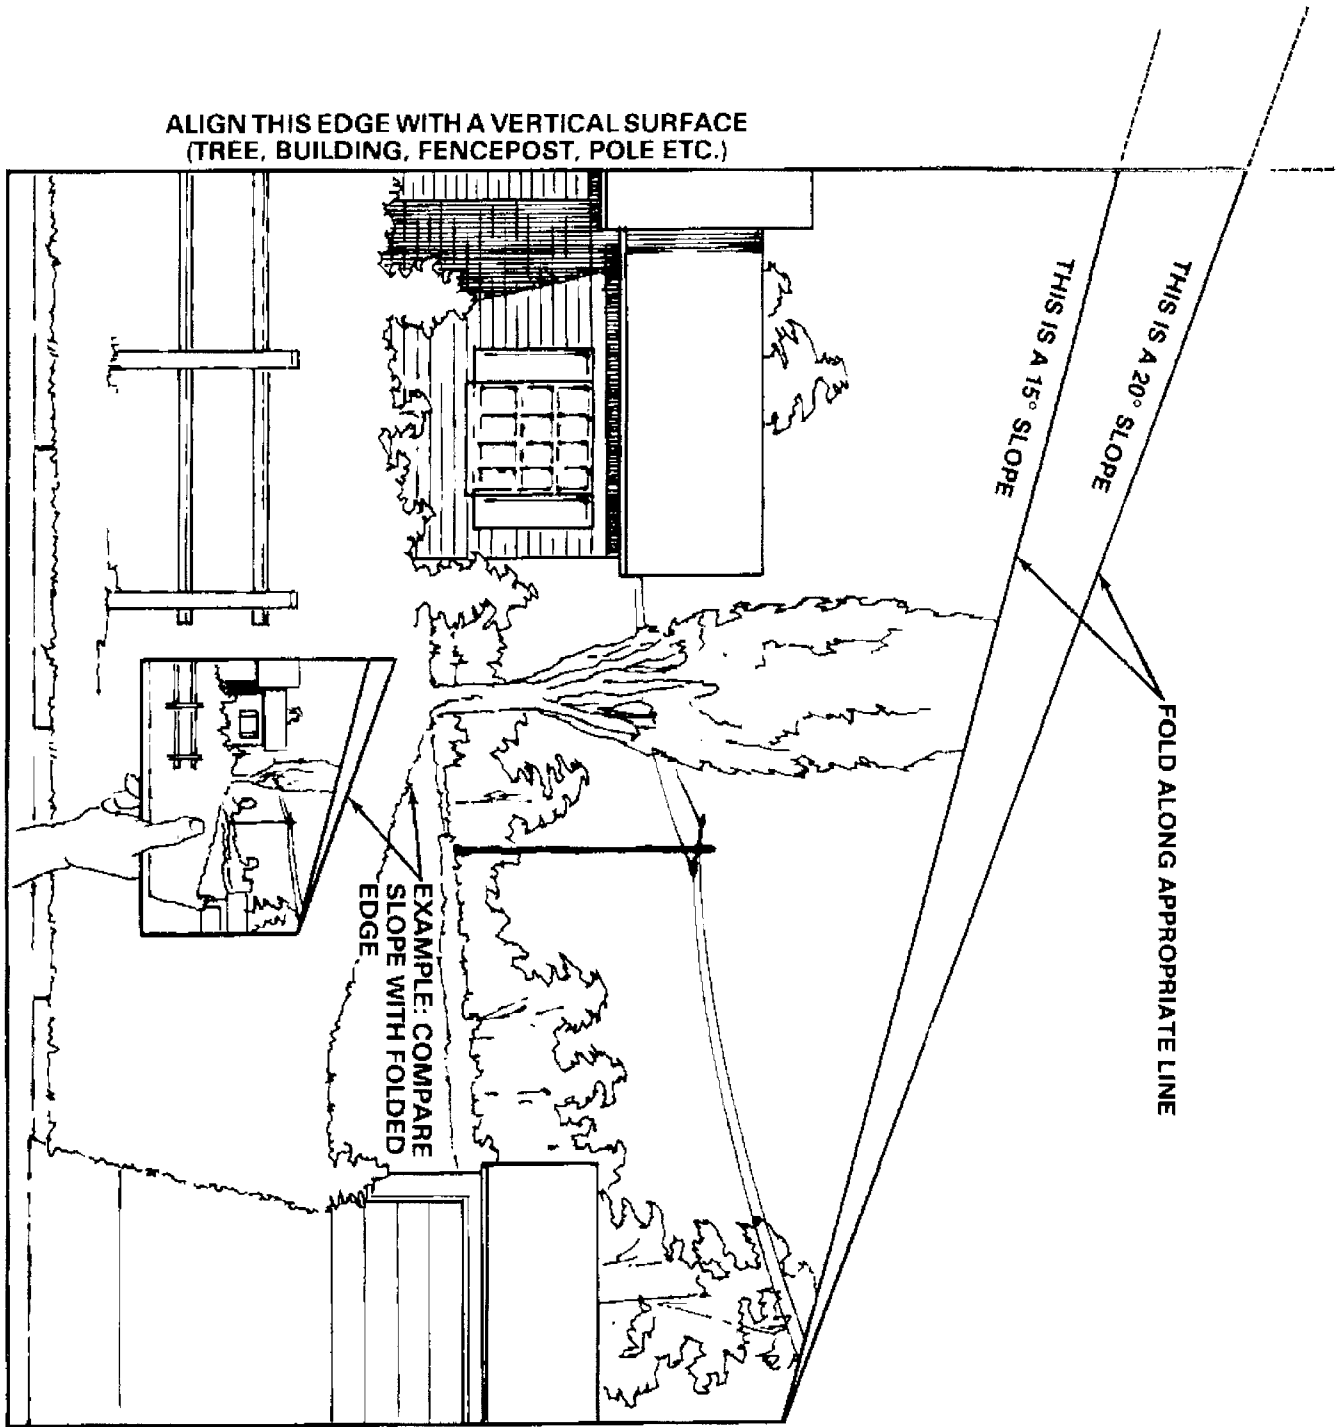 ALIGN THIS EDGE WITH A VERTICAL SURFACE
(TREE, BUILDING, FENCEPOST, POLE ETC.)
THIS IS A 20° SLOPE
THIS IS A 15° SLOPE
FOLD ALONG APPROPRIATE LINE
EXAMPLE: COMPARE
SLOPE WITH FOLDED
EDGE